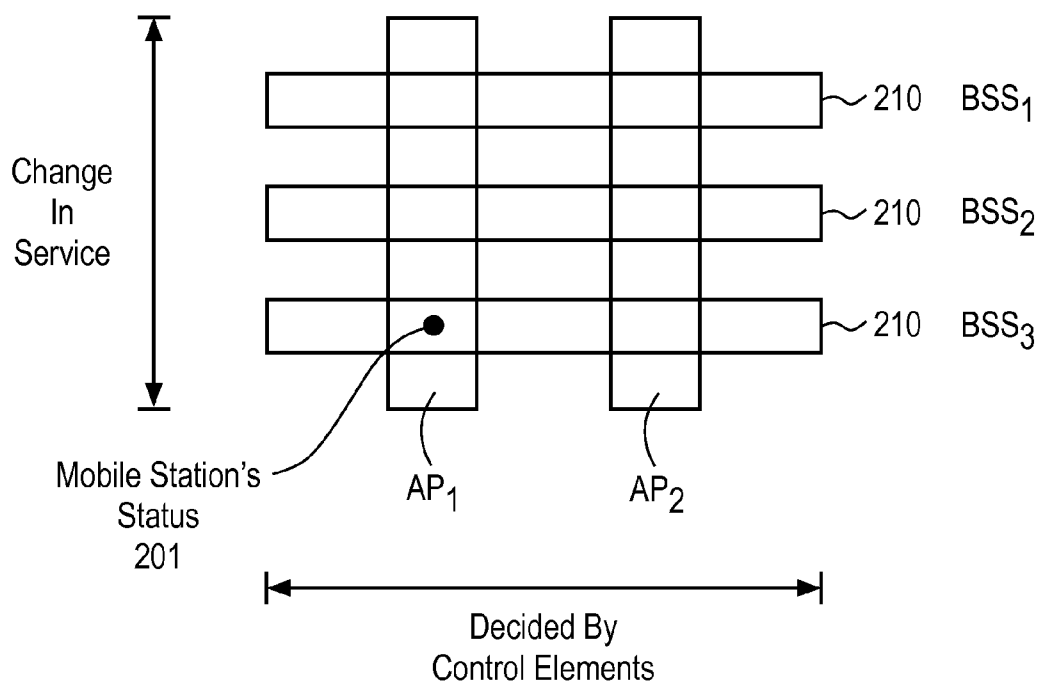 210 BSS1
Change
In
Service
210 BSS2
210 BSS3
Mobile Station's
Status
201
AP1
AP2
Decided By
Control Elements